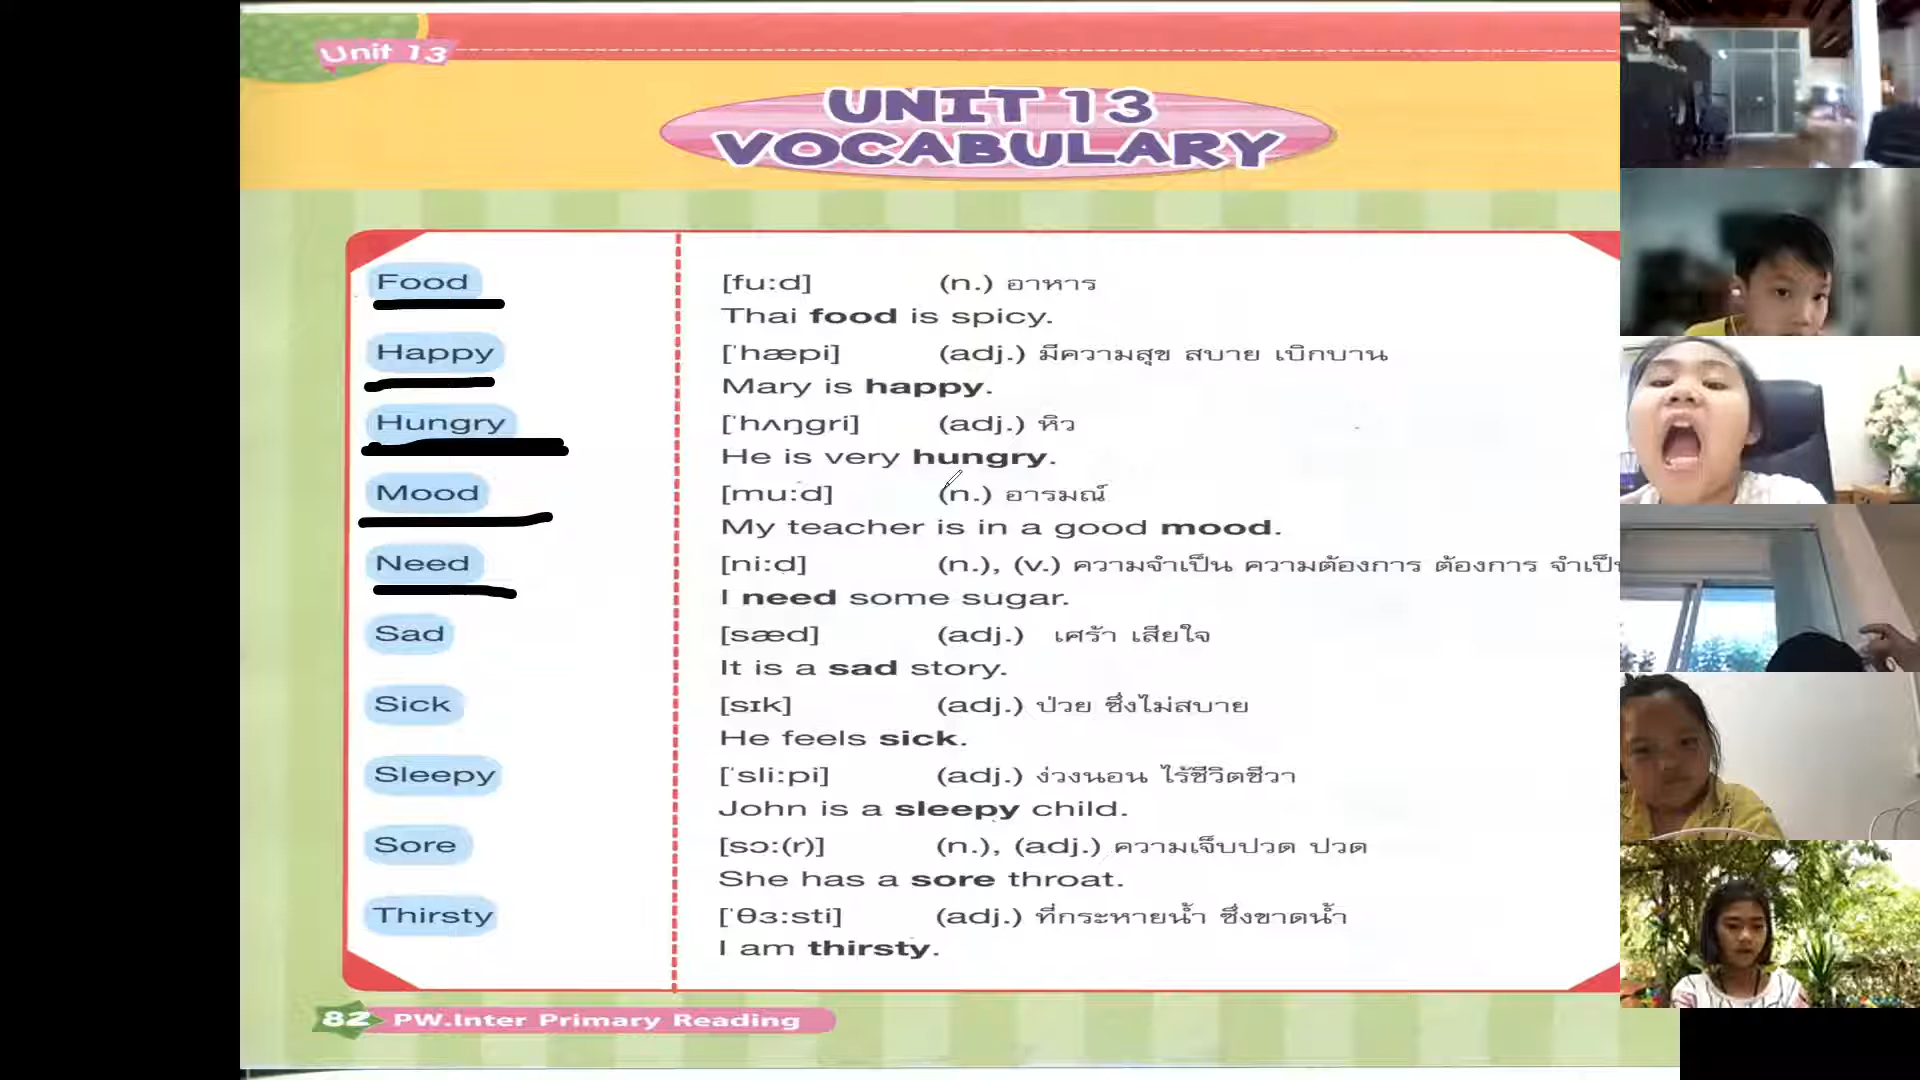 Unit 13
UNIT 13
VOCABULARY
Food [fu:d] (n.) อาหาร
Thai food is spicy.
Happy [ˈhæpi] (adj.) มีความสุข สบาย เบิกบาน
Mary is happy.
Hungry [ˈhʌŋgri] (adj.) หิว
He is very hungry.
Mood [mu:d] (n.) อารมณ์
My teacher is in a good mood.
Need [ni:d] (n.), (v.) ความจำเป็น ความต้องการ ต้องการ
I need some sugar.
Sad [sæd] (adj.) เศร้า เสียใจ
It is a sad story.
Sick [sɪk] (adj.) ป่วย ซึ่งไม่สบาย
He feels sick.
Sleepy [ˈsli:pi] (adj.) ง่วงนอน ไร้ชีวิตชีวา
John is a sleepy child.
Sore [sɔ:(r)] (n.), (adj.) ความเจ็บปวด ปวด
She has a sore throat.
Thirsty [ˈθɜ:sti] (adj.) ที่กระหายน้ำ ซึ่งขาดน้ำ
I am thirsty.
82 PW.Inter Primary Reading